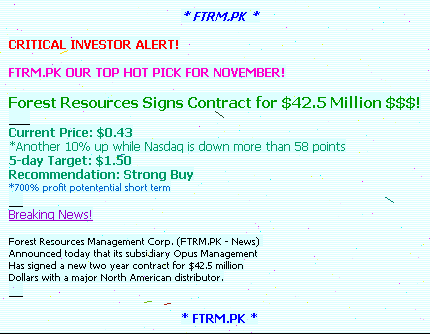 * FTRM.PK *
CRITICAL INVESTOR ALERT!
FTRM.PK OUR TOP HOT PICK FOR NOVEMBER!
Forest Resources Signs Contract for $42.5 Million $$$!
Current Price: $0.43
*Another 10% up while Nasdaq is down more than 58 points
5-day Target: $1.50
Recommendation: Strong Buy
*700% profit potentential short term
Breaking News!
Forest Resources Management Corp. (FTRM.PK - News)
Announced today that its subsidiary Opus Management
Has signed a new two year contract for $42.5 million
Dollars with a major North American distributor.
* FTRM.PK *